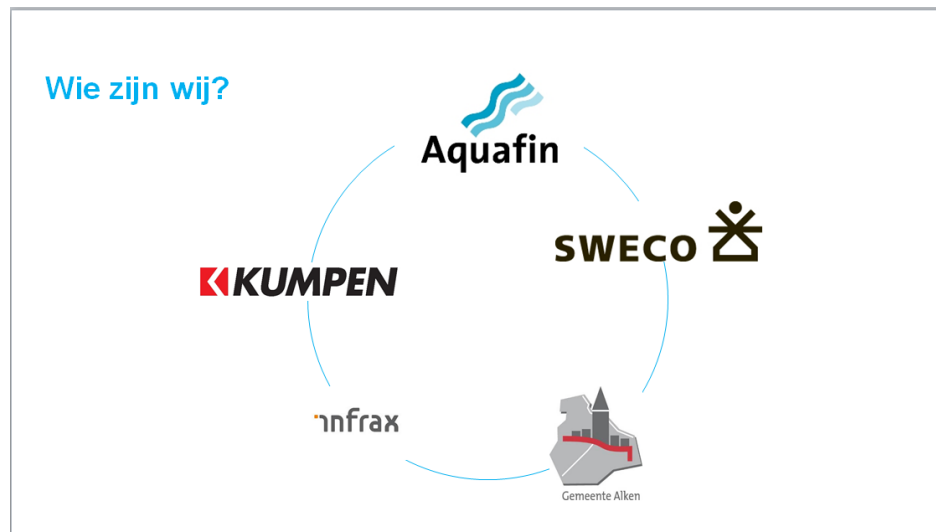 Wie zijn wij?
Aquafin
SWECO
KUMPEN
infrax
Gemeente Alken